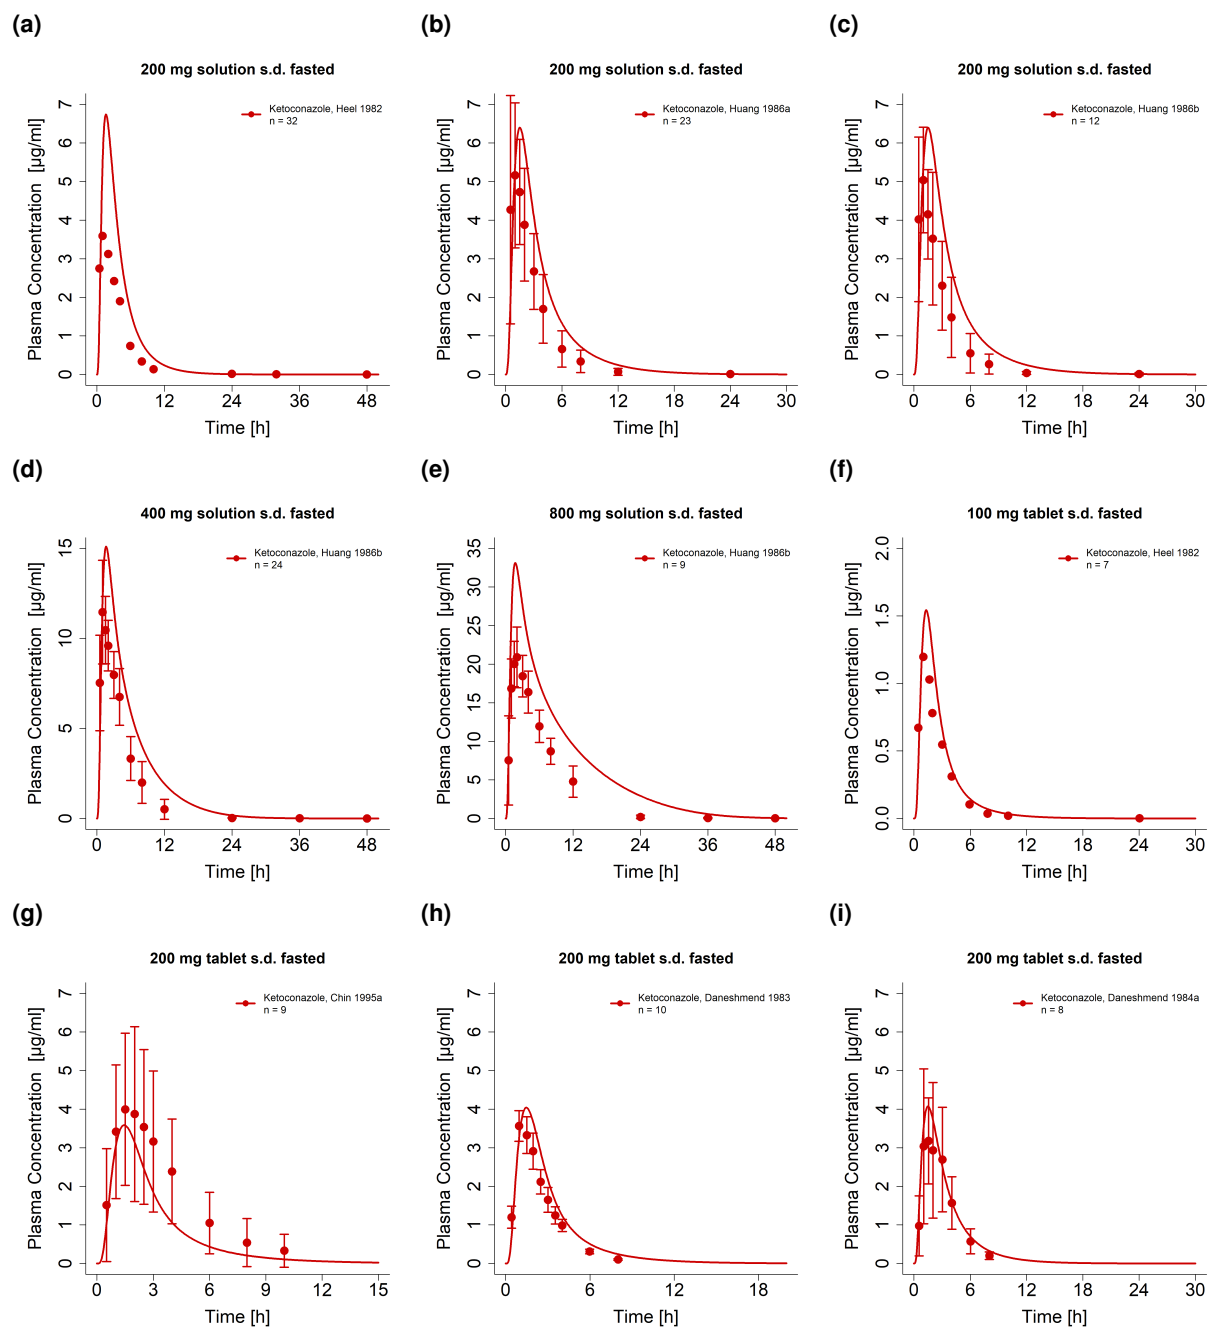 (a)
200 mg solution s.d. fasted
Ketoconazole, Heel 1982
n = 32
Plasma Concentration [µg/ml]
7
6
5
4
3
2
1
0
0 12 24 36 48
Time [h]
(b)
200 mg solution s.d. fasted
Ketoconazole, Huang 1986a
n = 23
Plasma Concentration [µg/ml]
7
6
5
4
3
2
1
0
0 6 12 18 24 30
Time [h]
(c)
200 mg solution s.d. fasted
Ketoconazole, Huang 1986b
n = 12
Plasma Concentration [µg/ml]
7
6
5
4
3
2
1
0
0 6 12 18 24 30
Time [h]
(d)
400 mg solution s.d. fasted
Ketoconazole, Huang 1986b
n = 24
Plasma Concentration [µg/ml]
15
10
5
0
0 12 24 36 48
Time [h]
(e)
800 mg solution s.d. fasted
Ketoconazole, Huang 1986b
n = 9
Plasma Concentration [µg/ml]
35
30
25
20
15
10
5
0
0 12 24 36 48
Time [h]
(f)
100 mg tablet s.d. fasted
Ketoconazole, Heel 1982
n = 7
Plasma Concentration [µg/ml]
2.0
1.5
1.0
0.5
0.0
0 6 12 18 24 30
Time [h]
(g)
200 mg tablet s.d. fasted
Ketoconazole, Chin 1995a
n = 9
Plasma Concentration [µg/ml]
7
6
5
4
3
2
1
0
0 3 6 9 12 15
Time [h]
(h)
200 mg tablet s.d. fasted
Ketoconazole, Daneshmend 1983
n = 10
Plasma Concentration [µg/ml]
7
6
5
4
3
2
1
0
0 6 12 18
Time [h]
(i)
200 mg tablet s.d. fasted
Ketoconazole, Daneshmend 1984a
n = 8
Plasma Concentration [µg/ml]
7
6
5
4
3
2
1
0
0 6 12 18 24 30
Time [h]